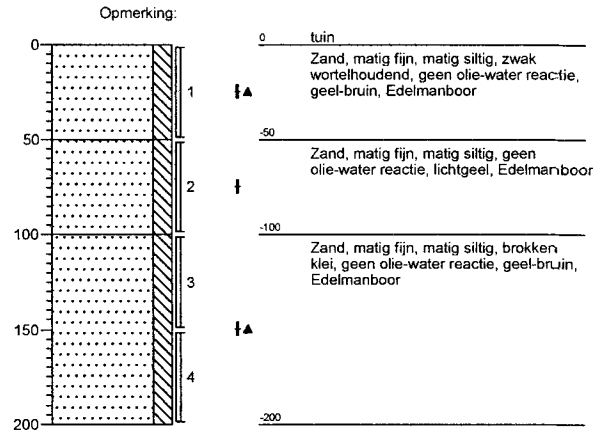 Opmerking:
0
0 tuin
Zand, matig fijn, matig siltig, zwak
wortelhoudend, geen olie-water reactie,
geel-bruin, Edelmanboor
1
50
-50
Zand, matig fijn, matig siltig, geen
olie-water reactie, lichtgeel, Edelmanboor
2
100
-100
Zand, matig fijn, matig siltig, brokken
klei, geen olie-water reactie, geel-bruin,
Edelmanboor
3
150
4
200
-200